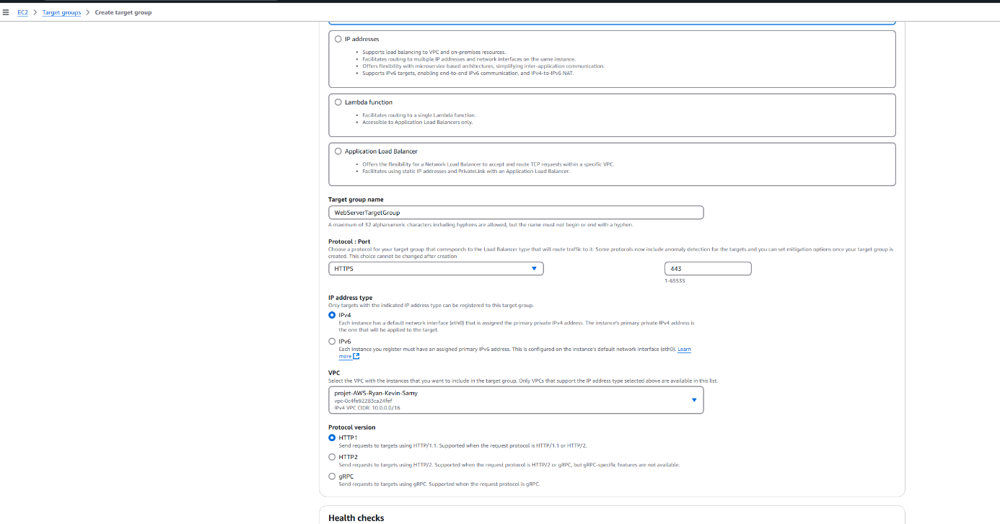 EC2 > Target groups > Create target group
IP addresses
• Supports load balancing to VPC and on-premises resources.
• Facilitates routing to multiple IP addresses and network interfaces on the same instance.
• Offers flexibility with microservice based architectures, simplifying inter-application communication.
• Supports IPv6 targets, enabling end-to-end IPv6 communication, and IPv4-to-IPv6 NAT.
Lambda function
• Facilitates routing to a single Lambda function.
• Accessible to Application Load Balancers only.
Application Load Balancer
• Offers the flexibility for a Network Load Balancer to accept and route TCP requests within a specific VPC.
• Facilitates using static IP addresses and PrivateLink with an Application Load Balancer.
Target group name
WebServerTargetGroup
A maximum of 32 alphanumeric characters including hyphens are allowed, but the name must not begin or end with a hyphen.
Protocol : Port
Choose a protocol for your target group that corresponds to the Load Balancer type that will route traffic to it. Some protocols now include anomaly detection for the targets and you can set mitigation options once your target group is
created. This choice cannot be changed after creation
HTTPS
443
1-65535
IP address type
Only targets with the indicated IP address type can be registered to this target group.
IPv4
Each instance has a default network interface (eth0) that is assigned the primary private IPv4 address. The instance's primary private IPv4 address is
the one that will be applied to the target.
IPv6
Each instance you register must have an assigned primary IPv6 address. This is configured on the instance's default network interface (eth0). Learn
more
VPC
Select the VPC with the instances that you want to include in the target group. Only VPCs that support the IP address type selected above are available in this list.
projet-AWS-Ryan-Kevin-Samy
vpc-0c4fe92283ca24fef
IPv4 VPC CIDR: 10.0.0.0/16
Protocol version
HTTP1
Send requests to targets using HTTP/1.1. Supported when the request protocol is HTTP/1.1 or HTTP/2.
HTTP2
Send requests to targets using HTTP/2. Supported when the request protocol is HTTP/2 or gRPC, but gRPC-specific features are not available.
gRPC
Send requests to targets using gRPC. Supported when the request protocol is gRPC.
Health checks